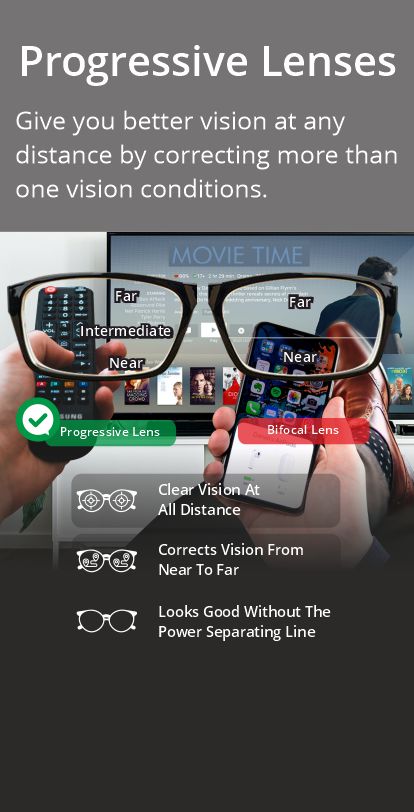 Progressive Lenses
Give you better vision at any
distance by correcting more than
one vision conditions.
MOVIE TIME
Far
Far
Intermediate
Near
Near
SUNG
Progressive Lens
Bifocal Lens
Clear Vision At
All Distance
Corrects Vision From
Near To Far
Looks Good Without The
Power Separating Line